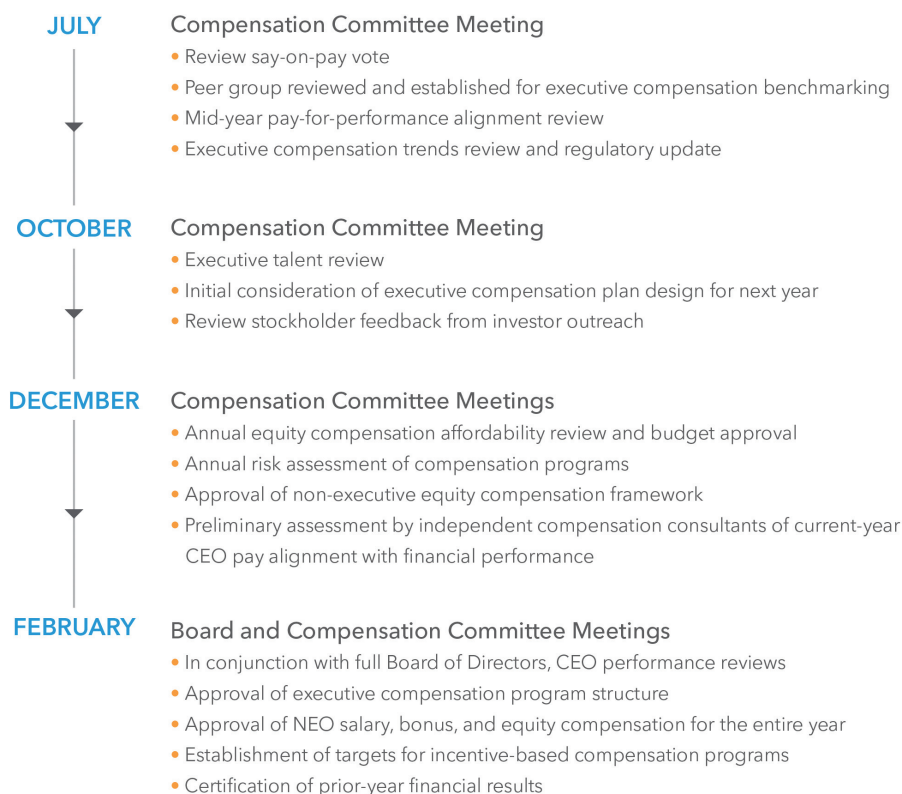 JULY
Compensation Committee Meeting
• Review say-on-pay vote
• Peer group reviewed and established for executive compensation benchmarking
• Mid-year pay-for-performance alignment review
• Executive compensation trends review and regulatory update
OCTOBER
Compensation Committee Meeting
• Executive talent review
• Initial consideration of executive compensation plan design for next year
• Review stockholder feedback from investor outreach
DECEMBER
Compensation Committee Meetings
• Annual equity compensation affordability review and budget approval
• Annual risk assessment of compensation programs
• Approval of non-executive equity compensation framework
• Preliminary assessment by independent compensation consultants of current-year
CEO pay alignment with financial performance
FEBRUARY
Board and Compensation Committee Meetings
• In conjunction with full Board of Directors, CEO performance reviews
• Approval of executive compensation program structure
• Approval of NEO salary, bonus, and equity compensation for the entire year
• Establishment of targets for incentive-based compensation programs
• Certification of prior-year financial results